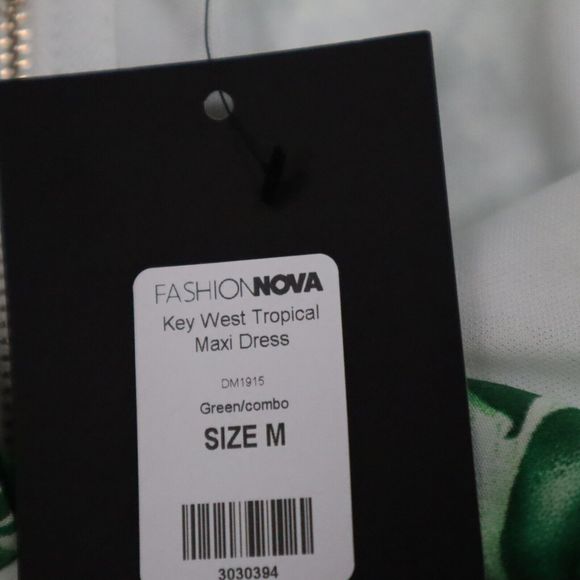 FASHIONNOVA
Key West Tropical
Maxi Dress
DM1915
Green/combo
SIZE M
3030394